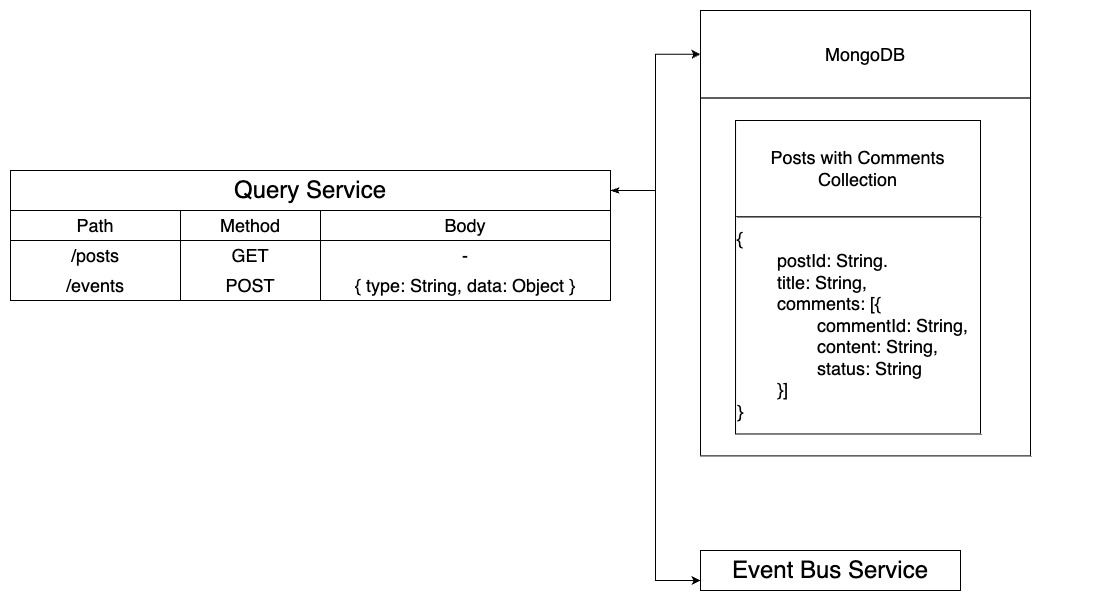 MongoDB
Posts with Comments
Collection
Query Service
Path Method Body
/posts GET -
/events POST { type: String, data: Object }
{
postId: String.
title: String,
comments: [{
commentId: String,
content: String,
status: String
}]
}
Event Bus Service